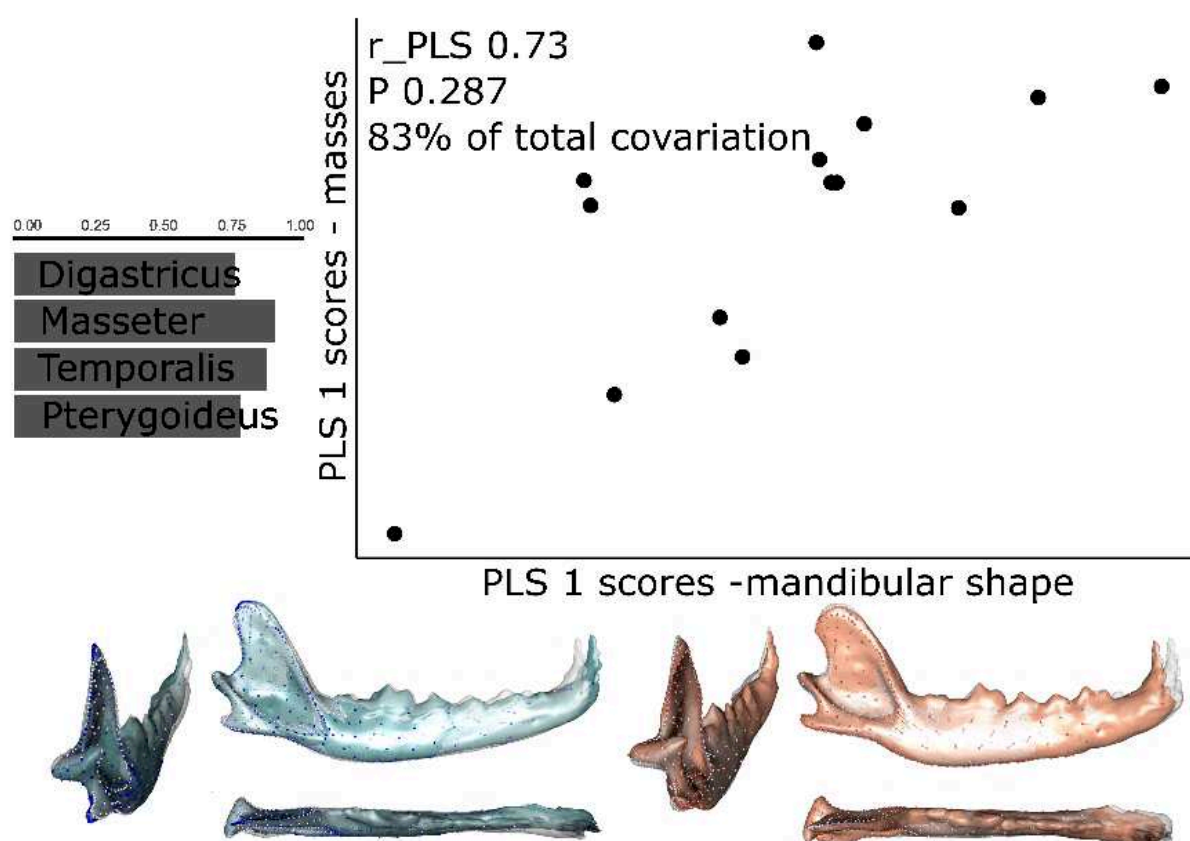 r_PLS 0.73
P 0.287
83% of total covariation
PLS 1 scores - masses
0.00 0.25 0.50 0.75 1.00
Digastricus
Masseter
Temporalis
Pterygoideus
PLS 1 scores -mandibular shape